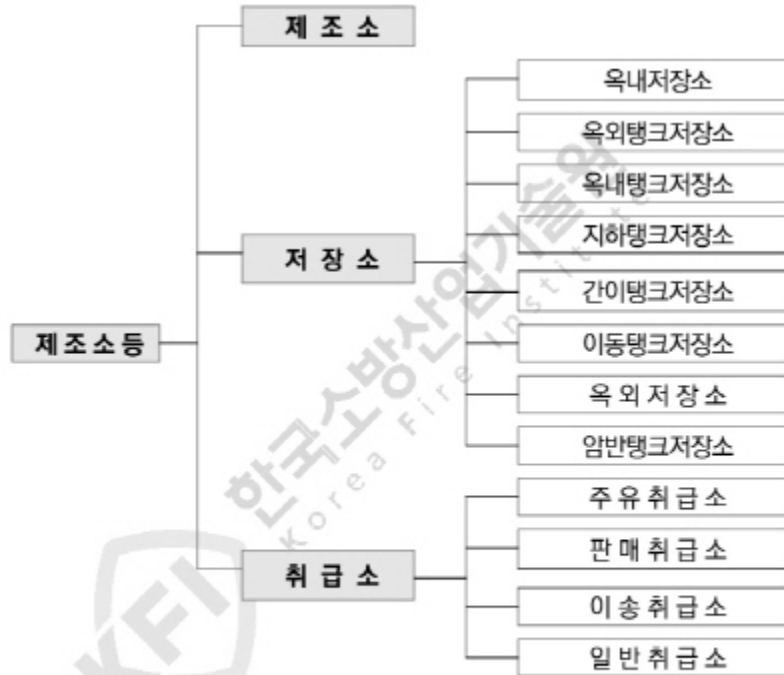 제조소
옥내저장소
옥외탱크저장소
옥내탱크저장소
지하탱크저장소
저장소
간이탱크저장소
제조소등
이동탱크저장소
옥외저장소
암반탱크저장소
주유취급소
판매취급소
취급소
이송취급소
일반취급소
한국소방산업기술원
Korea Fire Institute
KFI